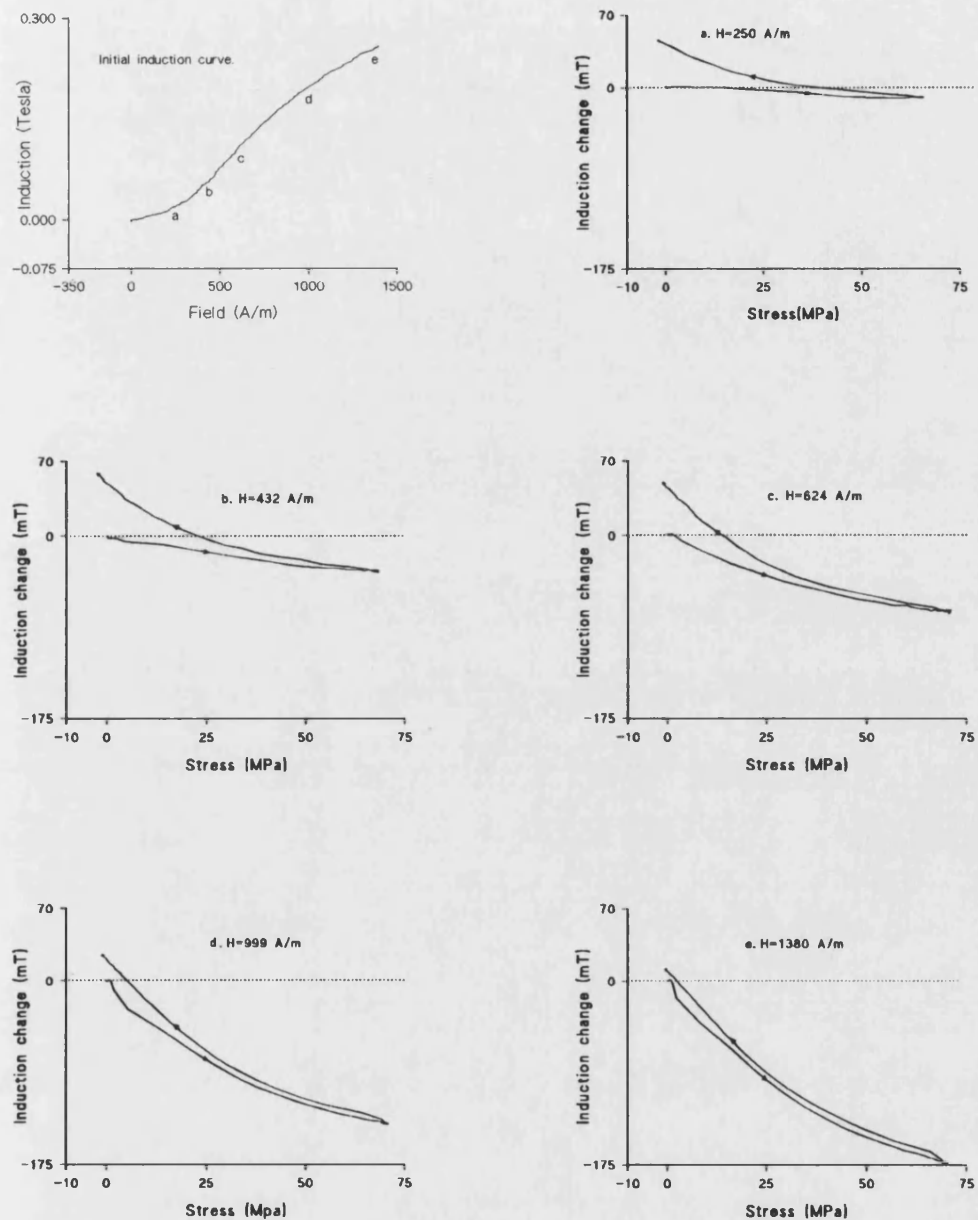 0.300
Initial induction curve.
Induction (Tesla)
e
d
c
b
a
0.000
-0.075
-350 0 500 1000 1500
Field (A/m)
70
a. H=250 A/m
0
Induction change (mT)
-175
-10 0 25 50 75
Stress(MPa)
70
b. H=432 A/m
0
Induction change (mT)
-175
-10 0 25 50 75
Stress (MPa)
70
c. H=624 A/m
0
Induction change (mT)
-175
-10 0 25 50 75
Stress (MPa)
70
d. H=999 A/m
0
Induction change (mT)
-175
-10 0 25 50 75
Stress (Mpa)
70
e. H=1380 A/m
0
Induction change (mT)
-175
-10 0 25 50 75
Stress (MPa)